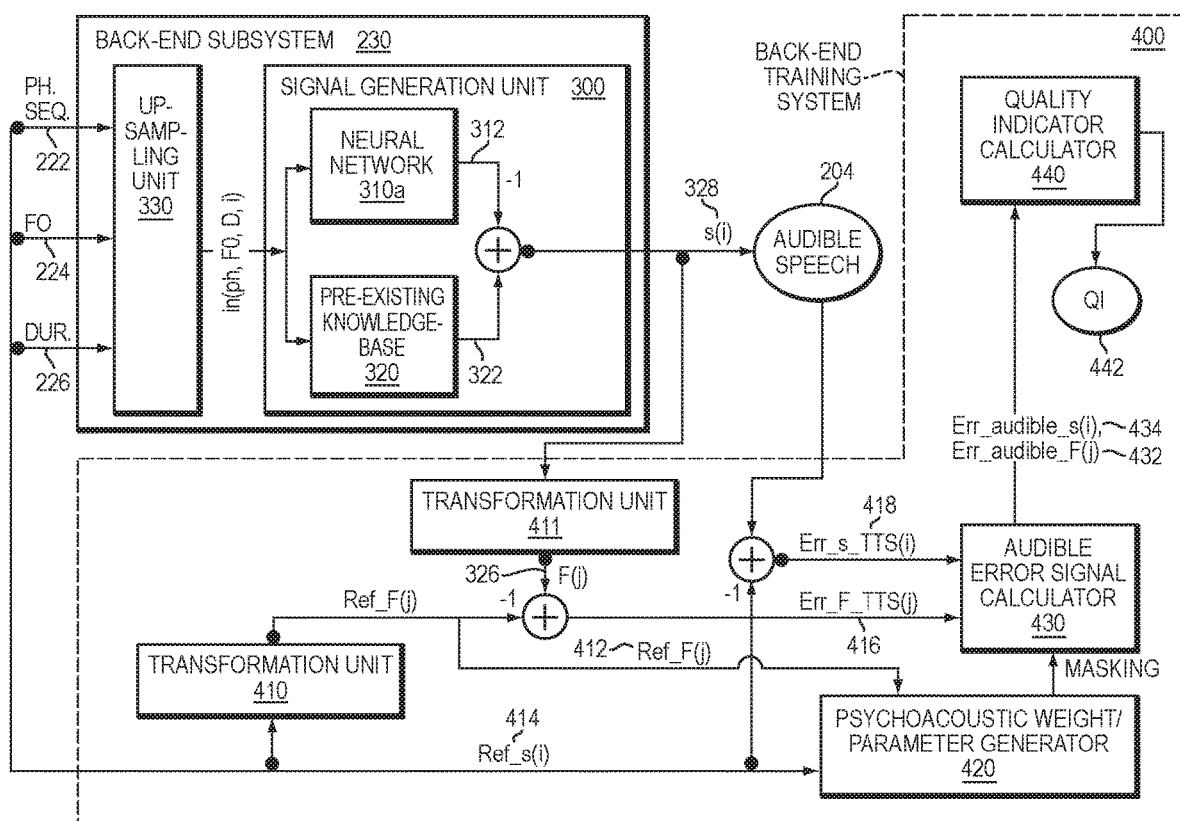 BACK-END SUBSYSTEM 230
PH.
SEQ.
222
FO
224
DUR.
226
UP-
SAMP-
LING
UNIT
330
in(ph, F0, D, i)
SIGNAL GENERATION UNIT 300
NEURAL
NETWORK
310a
312
-1
+
PRE-EXISTING
KNOWLEDGE-
BASE
320
322
328
s(i)
204
AUDIBLE
SPEECH
BACK-END
TRAINING
SYSTEM
400
QUALITY
INDICATOR
CALCULATOR
440
QI
442
Err_audible_s(i), 434
Err_audible_F(j) 432
TRANSFORMATION UNIT
411
326
F(j)
Ref_F(j)
-1
+
+
-1
418
Err_s_TTS(i)
Err_F_TTS(j)
416
AUDIBLE
ERROR SIGNAL
CALCULATOR
430
TRANSFORMATION UNIT
410
412 Ref_F(j)
MASKING
414
Ref_s(i)
PSYCHOACOUSTIC WEIGHT/
PARAMETER GENERATOR
420